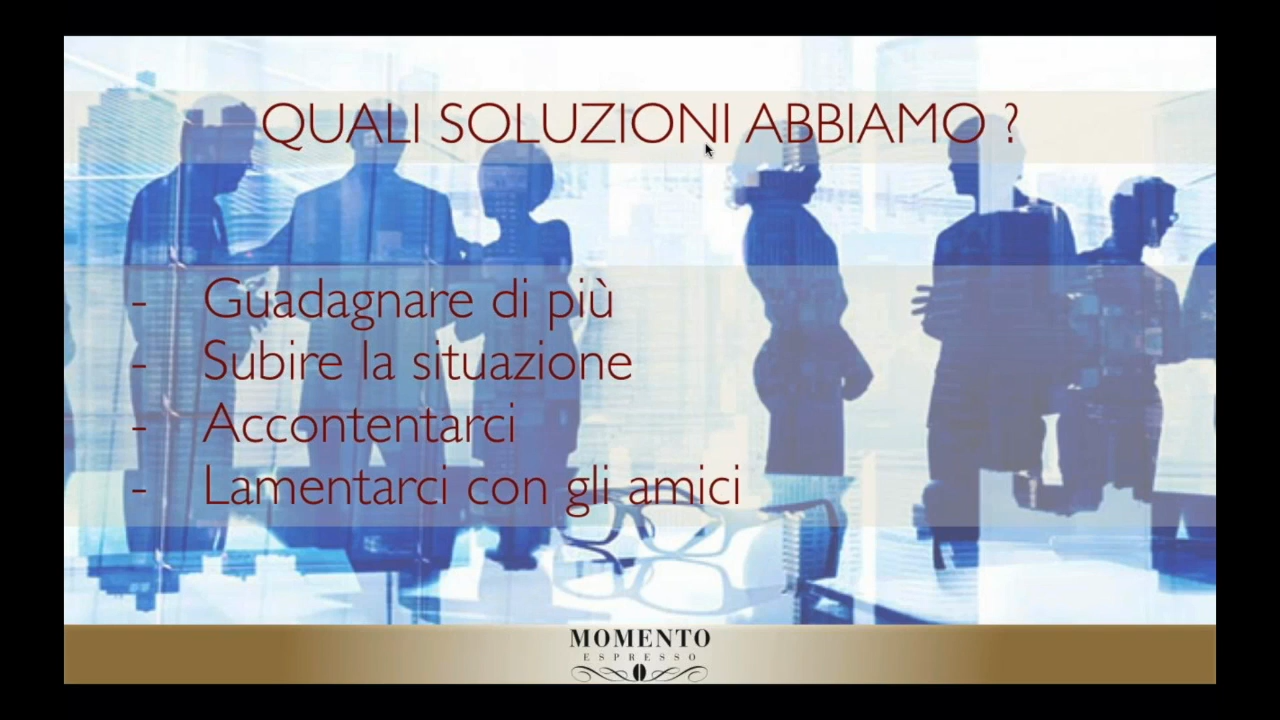 QUALI SOLUZIONI ABBIAMO ?
- Guadagnare di più
- Subire la situazione
- Accontentarci
- Lamentarci con gli amici
MOMENTO
ESPRESSO